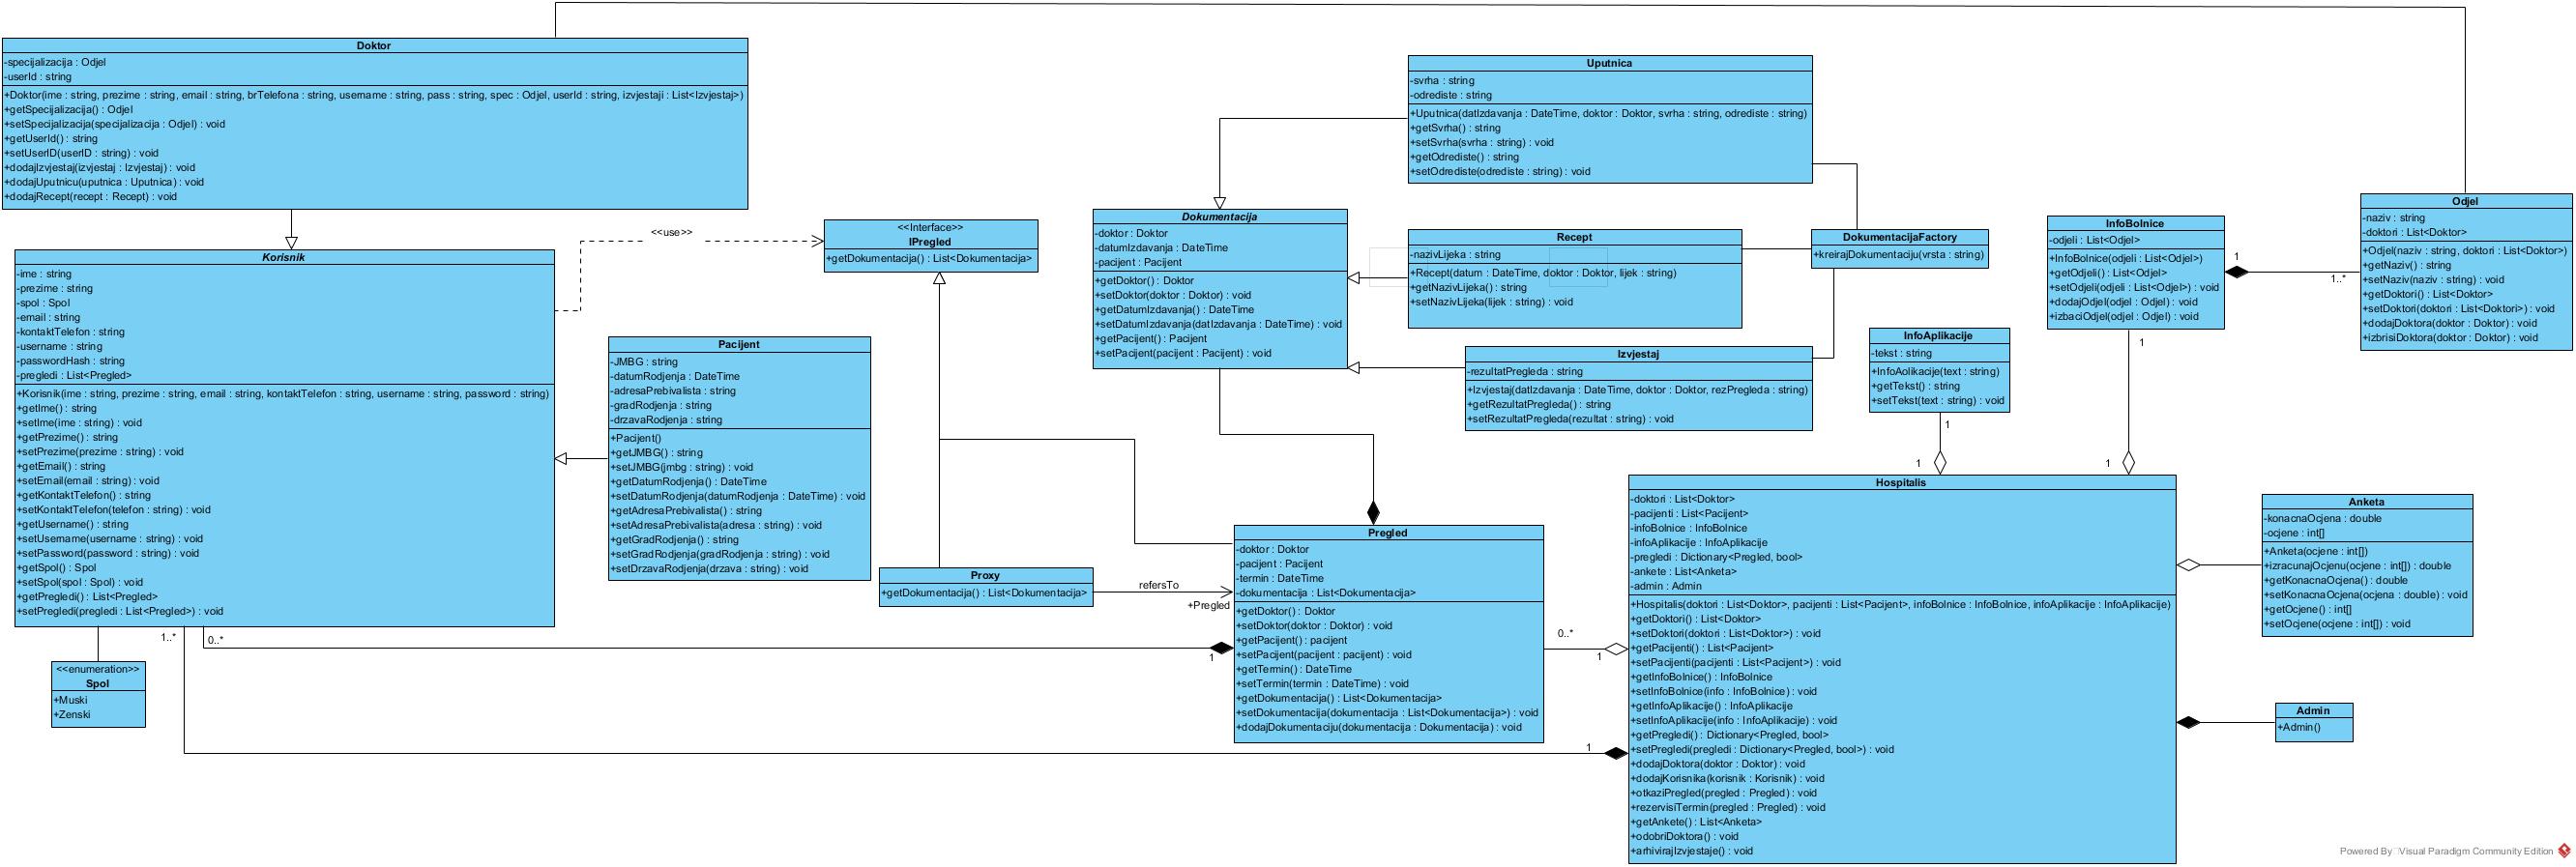 Doktor
-specijalizacija : Odjel
-userId : string
+Doktor(ime : string, prezime : string, email : string, brTelefona : string, username : string, pass : string, spec : Odjel, userId : string, izvjestaji : List<Izvjestaj>)
+getSpecijalizacija() : Odjel
+setSpecijalizacija(specijalizacija : Odjel) : void
+getUserId() : string
+setUserID(userID : string) : void
+dodajIzvjestaj(izvjestaj : Izvjestaj) : void
+dodajUputnicu(uputnica : Uputnica) : void
+dodajRecept(recept : Recept) : void
Korisnik
-ime : string
-prezime : string
-spol : Spol
-email : string
-kontaktTelefon : string
-username : string
-passwordHash : string
-pregledi : List<Pregled>
+Korisnik(ime : string, prezime : string, email : string, kontaktTelefon : string, username : string, password : string)
+getIme() : string
+setIme(ime : string) : void
+getPrezime() : string
+setPrezime(prezime : string) : void
+getEmail() : string
+setEmail(email : string) : void
+getKontaktTelefon() : string
+setKontaktTelefon(telefon : string) : void
+getUsername() : string
+setUsername(username : string) : void
+setPassword(password : string) : void
+getSpol() : Spol
+setSpol(spol : Spol) : void
+getPregledi() : List<Pregled>
+setPregledi(pregledi : List<Pregled>) : void
1..*
0..*
<<enumeration>>
Spol
+Muski
+Zenski
<<use>>
<<Interface>>
IPregled
+getDokumentacija() : List<Dokumentacija>
Pacijent
-JMBG : string
-datumRodjenja : DateTime
-adresaPrebivalista : string
-gradRodjenja : string
-drzavaRodjenja : string
+Pacijent()
+getJMBG() : string
+setJMBG(jmbg : string) : void
+getDatumRodjenja() : DateTime
+setDatumRodjenja(datumRodjenja : DateTime) : void
+getAdresaPrebivalista() : string
+setAdresaPrebivalista(adresa : string) : void
+getGradRodjenja() : string
+setGradRodjenja(gradRodjenja : string) : void
+setDrzavaRodjenja(drzava : string) : void
Proxy
+getDokumentacija() : List<Dokumentacija>
refersTo
+Pregled
Dokumentacija
-doktor : Doktor
-datumIzdavanja : DateTime
-pacijent : Pacijent
+getDoktor() : Doktor
+setDoktor(doktor : Doktor) : void
+getDatumIzdavanja() : DateTime
+setDatumIzdavanja(datIzdavanja : DateTime) : void
+getPacijent() : Pacijent
+setPacijent(pacijent : Pacijent) : void
Uputnica
-svrha : string
-odrediste : string
+Uputnica(datIzdavanja : DateTime, doktor : Doktor, svrha : string, odrediste : string)
+getSvrha() : string
+setSvrha(svrha : string) : void
+getOdrediste() : string
+setOdrediste(odrediste : string) : void
Recept
-nazivLijeka : string
+Recept(datum : DateTime, doktor : Doktor, lijek : string)
+getNazivLijeka() : string
+setNazivLijeka(lijek : string) : void
DokumentacijaFactory
+kreirajDokumentaciju(vrsta : string)
Izvjestaj
-rezultatPregleda : string
+Izvjestaj(datIzdavanja : DateTime, doktor : Doktor, rezPregleda : string)
+getRezultatPregleda() : string
+setRezultatPregleda(rezultat : string) : void
Pregled
-doktor : Doktor
-pacijent : Pacijent
-termin : DateTime
-dokumentacija : List<Dokumentacija>
+getDoktor() : Doktor
+setDoktor(doktor : Doktor) : void
+getPacijent() : pacijent
+setPacijent(pacijent : pacijent) : void
+getTermin() : DateTime
+setTermin(termin : DateTime) : void
+getDokumentacija() : List<Dokumentacija>
+setDokumentacija(dokumentacija : List<Dokumentacija>) : void
+dodajDokumentaciju(dokumentacija : Dokumentacija) : void
1
0..*
1
1
InfoAplikacije
-tekst : string
+InfoAolikacije(text : string)
+getTekst() : string
+setTekst(text : string) : void
1
1
InfoBolnice
-odjeli : List<Odjel>
+InfoBolnice(odjeli : List<Odjel>)
+getOdjeli() : List<Odjel>
+setOdjeli(odjeli : List<Odjel>) : void
+dodajOdjel(odjel : Odjel) : void
+izbaciOdjel(odjel : Odjel) : void
1
1..*
1
1
Odjel
-naziv : string
-doktori : List<Doktor>
+Odjel(naziv : string, doktori : List<Doktor>)
+getNaziv() : string
+setNaziv(naziv : string) : void
+getDoktori() : List<Doktor>
+setDoktori(doktori : List<Doktori>) : void
+dodajDoktora(doktor : Doktor) : void
+izbrisiDoktora(doktor : Doktor) : void
Hospitalis
-doktori : List<Doktor>
-pacijenti : List<Pacijent>
-infoBolnice : InfoBolnice
-infoAplikacije : InfoAplikacije
-pregledi : Dictionary<Pregled, bool>
-ankete : List<Anketa>
-admin : Admin
+Hospitalis(doktori : List<Doktor>, pacijenti : List<Pacijent>, infoBolnice : InfoBolnice, infoAplikacije : InfoAplikacije)
+getDoktori() : List<Doktor>
+setDoktori(doktori : List<Doktor>) : void
+getPacijenti() : List<Pacijent>
+setPacijenti(pacijenti : List<Pacijent>) : void
+getInfoBolnice() : InfoBolnice
+setInfoBolnice(info : InfoBolnice) : void
+getInfoAplikacije() : InfoAplikacije
+setInfoAplikacije(info : InfoAplikacije) : void
+getPregledi() : Dictionary<Pregled, bool>
+setPregledi(pregledi : Dictionary<Pregled, bool>) : void
+dodajDoktora(doktor : Doktor) : void
+dodajKorisnika(korisnik : Korisnik) : void
+otkaziPregled(pregled : Pregled) : void
+rezervisiTermin(pregled : Pregled) : void
+getAnkete() : List<Anketa>
+odobriDoktora() : void
+arhivirajIzvjestaje() : void
Anketa
-konacnaOcjena : double
-ocjene : int[]
+Anketa(ocjene : int[])
+izracunajOcjenu(ocjene : int[]) : double
+getKonacnaOcjena() : double
+setKonacnaOcjena(ocjena : double) : void
+getOcjene() : int[]
+setOcjene(ocjene : int[]) : void
Admin
+Admin()
Powered By Visual Paradigm Community Edition